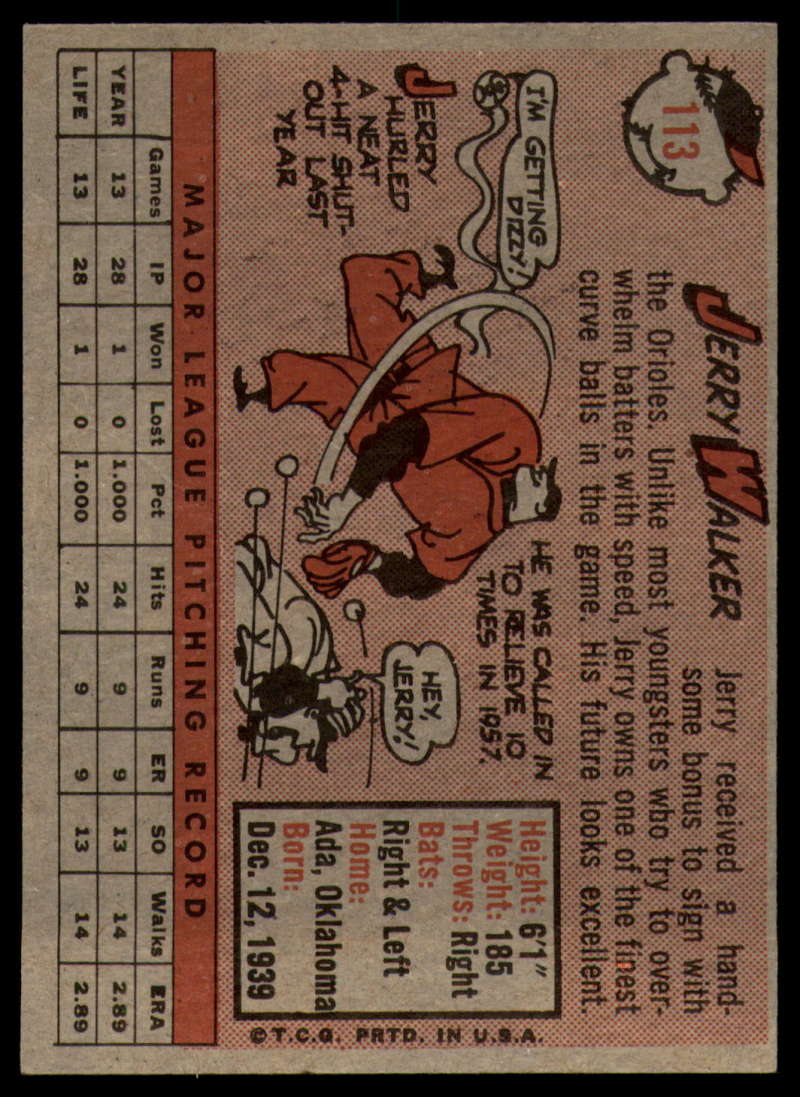 113
JERRY WALKER
Jerry received a hand-
some bonus to sign with
the Orioles. Unlike most youngsters who try to over-
whelm batters with speed, Jerry owns one of the finest
curve balls in the game. His future looks excellent.
I'M GETTING
DIZZY!
JERRY
HURLED
A NEAT
4-HIT SHUT-
OUT LAST
YEAR
HE WAS CALLED IN
TO RELIEVE 10
TIMES IN 1957.
HEY,
JERRY!
Height: 6'1"
Weight: 185
Throws: Right
Bats:
Right & Left
Home:
Ada, Oklahoma
Born:
Dec. 12, 1939
MAJOR LEAGUE PITCHING RECORD
Games IP Won Lost Pct Hits Runs ER SO Walks ERA
YEAR 13 28 1 0 1.000 24 9 9 13 14 2.89
LIFE 13 28 1 0 1.000 24 9 9 13 14 2.89
© T.C.G. PRTD. IN U.S.A.